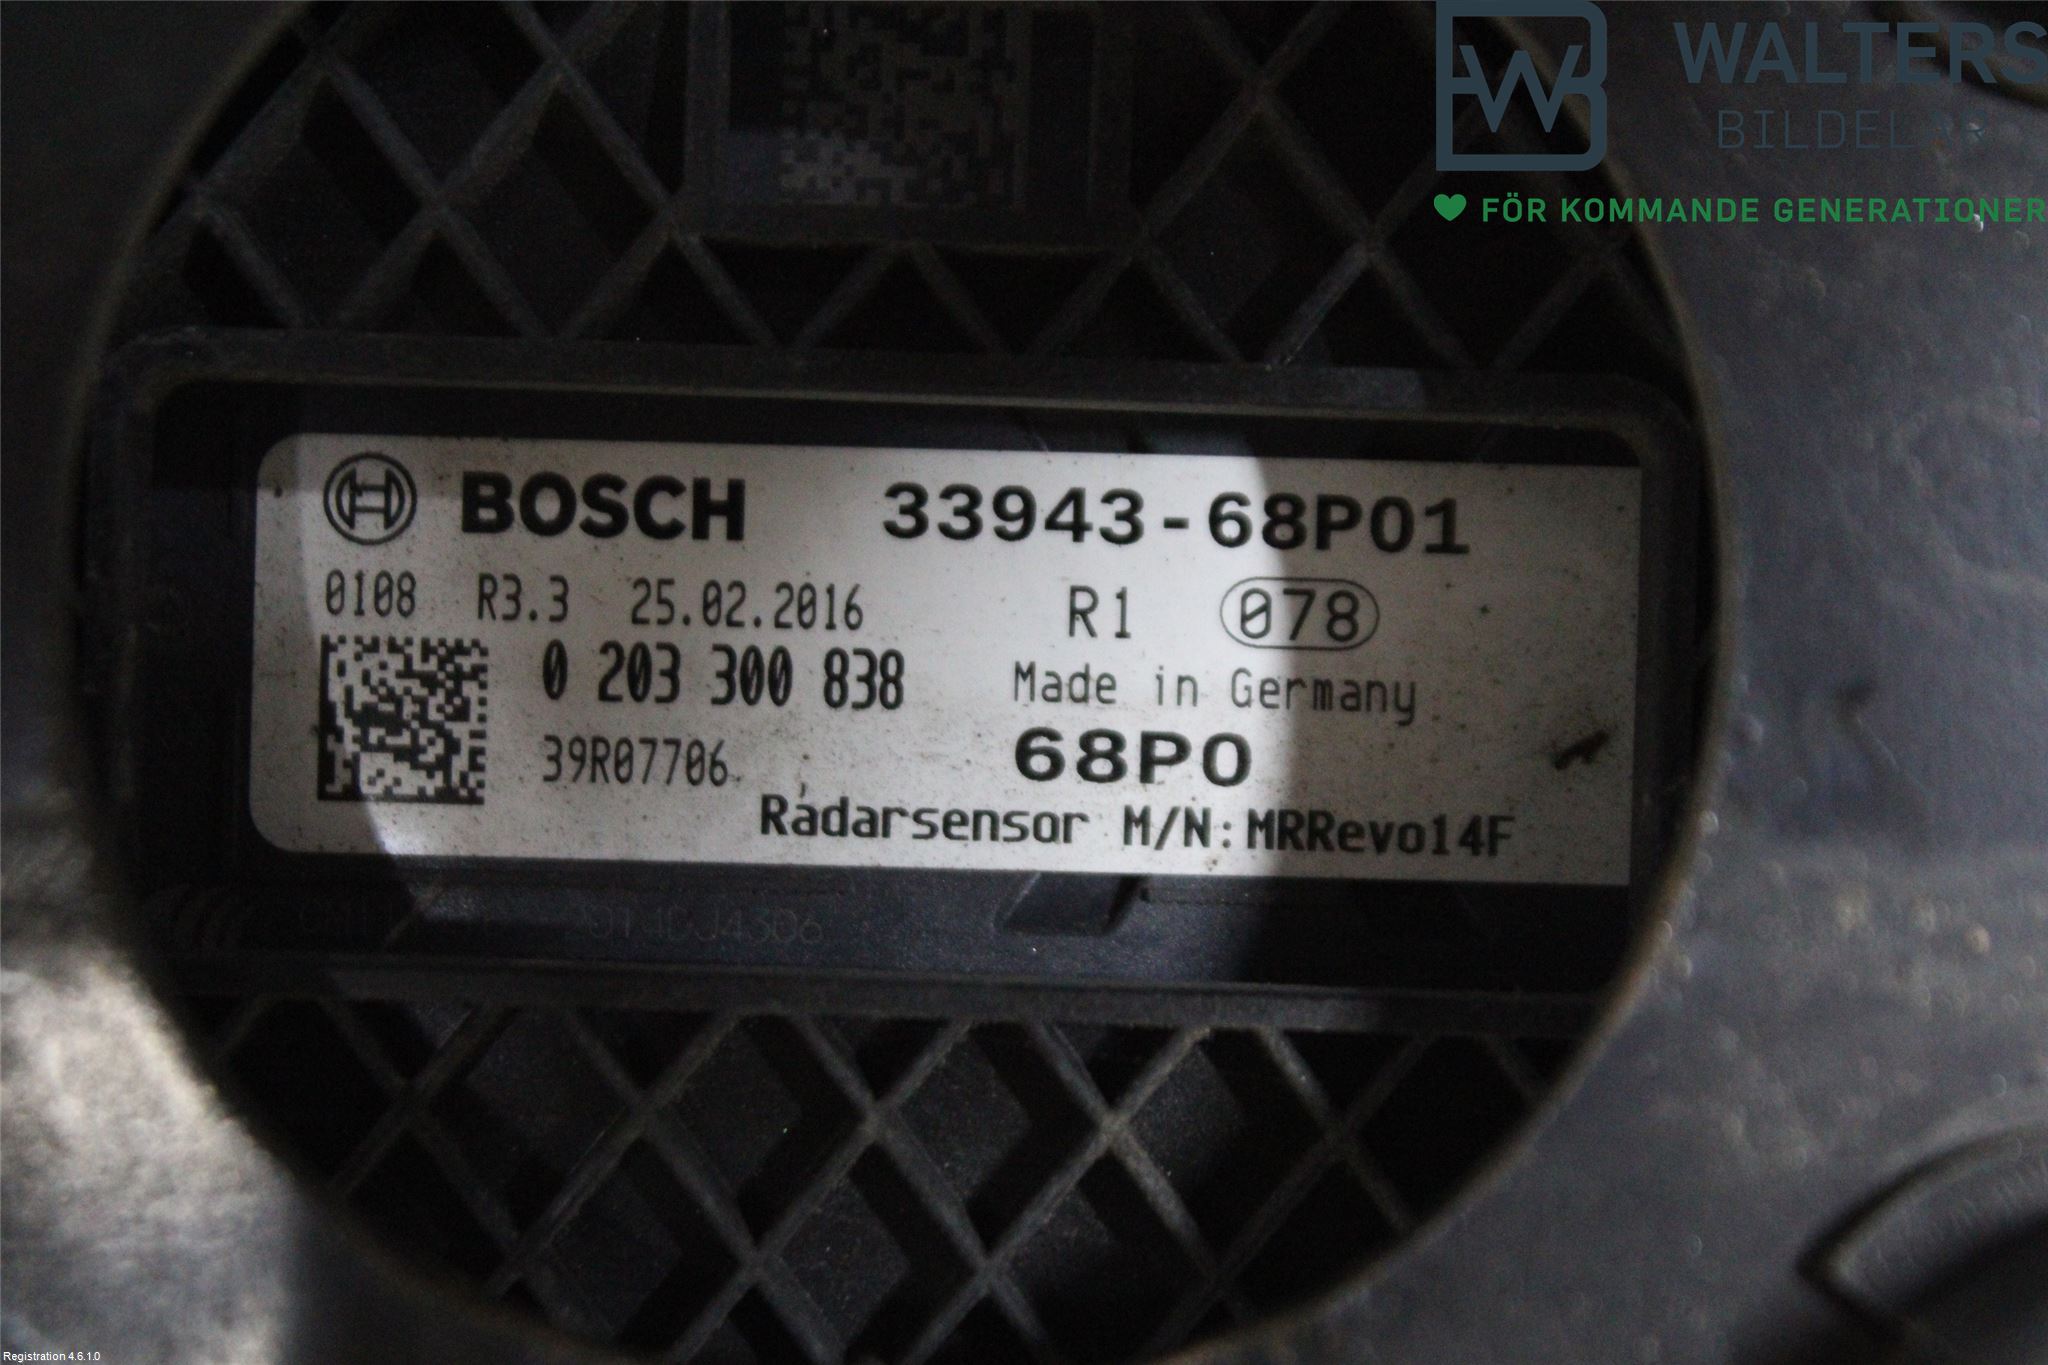 WALTERS
BILDELAR
FÖR KOMMANDE GENERATIONER
BOSCH 33943-68P01
0108 R3.3 25.02.2016 R1 078
0 203 300 838 Made in Germany
39R07706 68P0
Radarsensor M/N:MRRevo14F
Registration 4.6.1.0